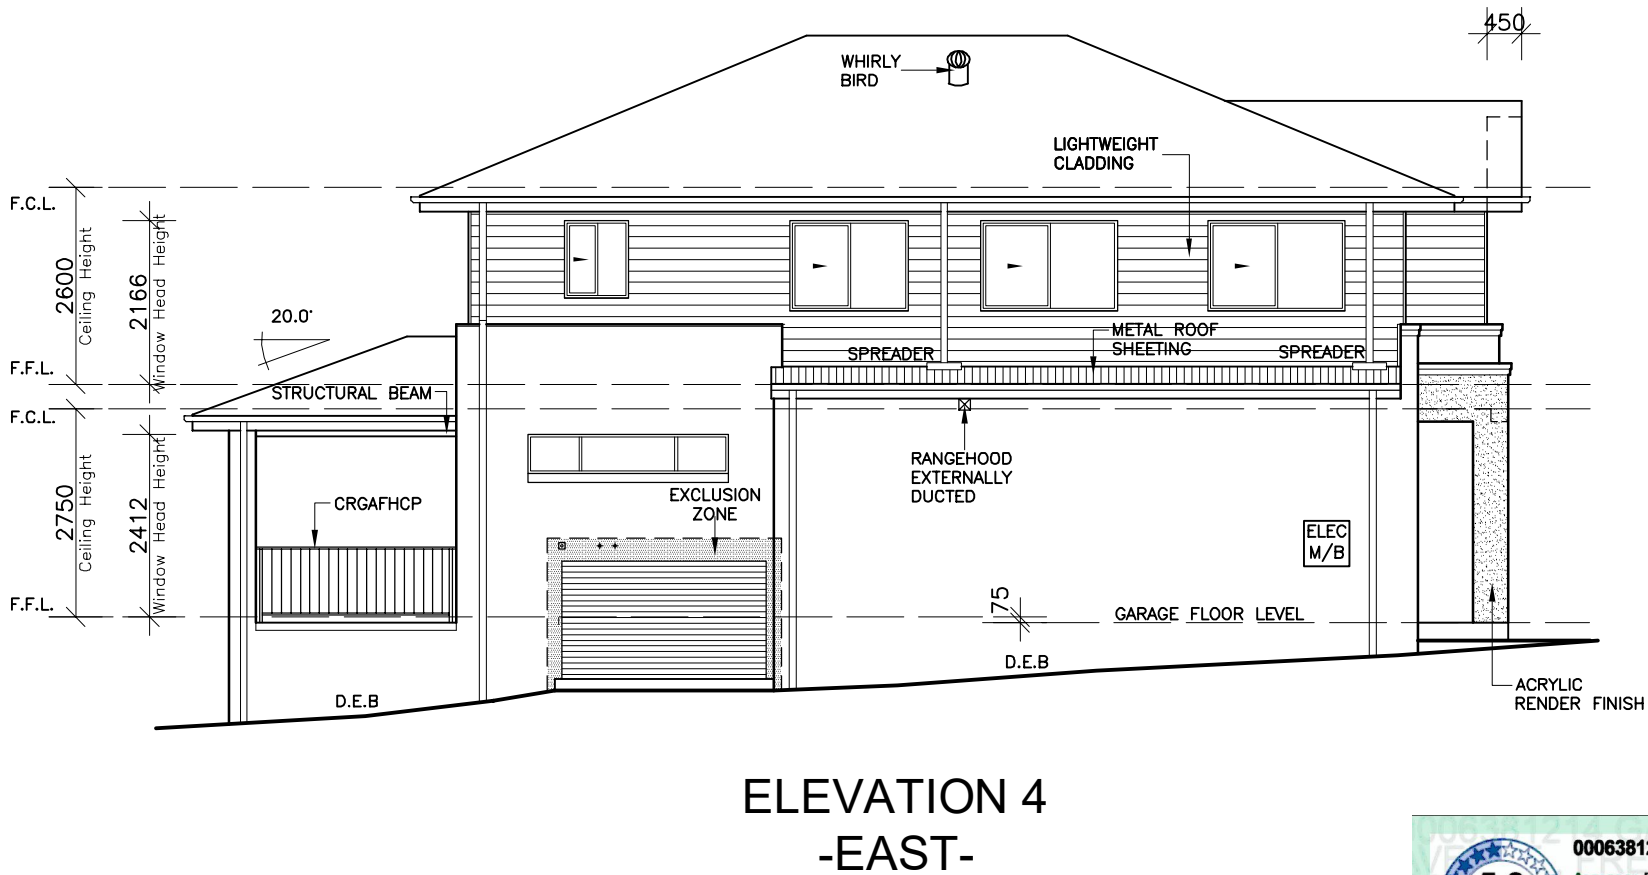 450
WHIRLY
BIRD
LIGHTWEIGHT
CLADDING
F.C.L.
2600
Ceiling Height
2166
Window Head Height
20.0°
METAL ROOF
SHEETING
SPREADER
SPREADER
F.F.L.
STRUCTURAL BEAM
F.C.L.
2750
Ceiling Height
2412
Window Head Height
RANGEHOOD
EXTERNALLY
DUCTED
EXCLUSION
ZONE
CRGAFHCP
ELEC
M/B
F.F.L.
75
GARAGE FLOOR LEVEL
D.E.B
D.E.B
ACRYLIC
RENDER FINISH
ELEVATION 4
-EAST-